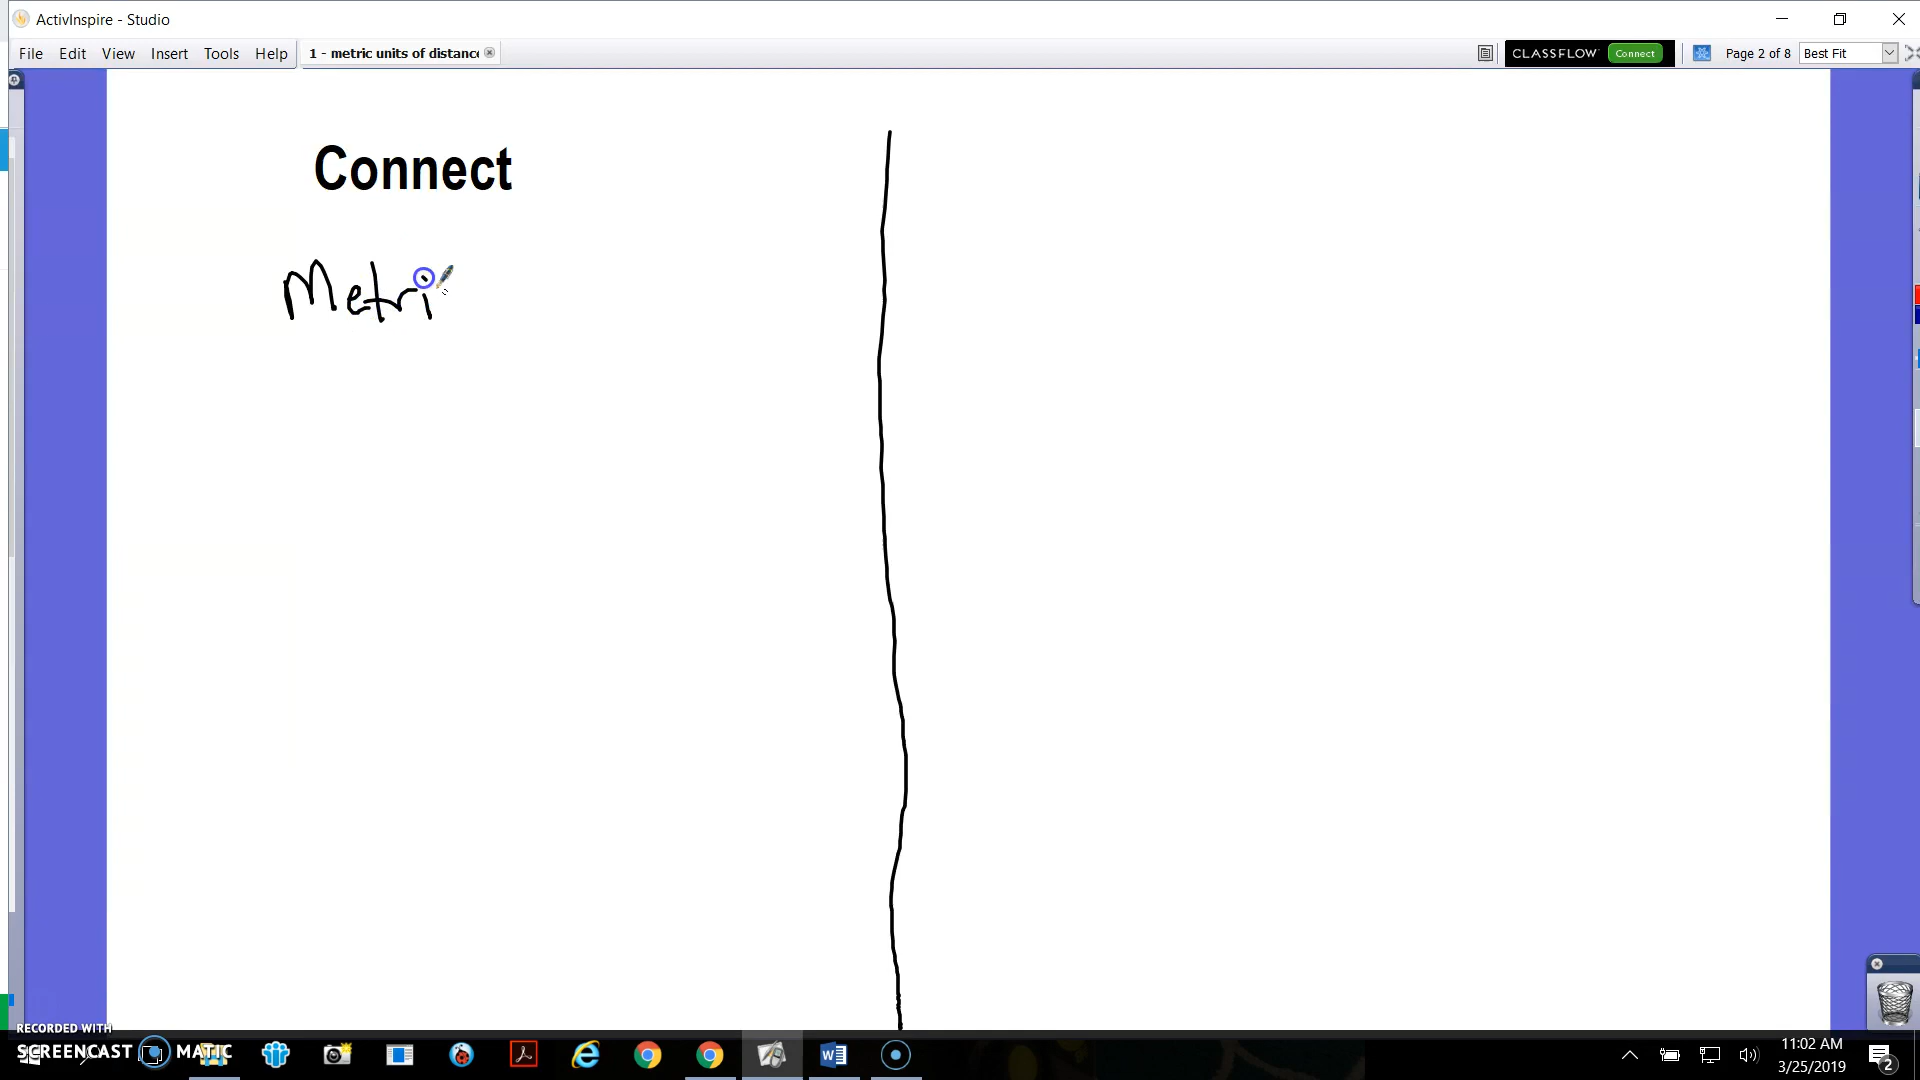 ActivInspire - Studio
File Edit View Insert Tools Help 1 - metric units of distanc CLASSFLOW Connect Page 2 of 8 Best Fit
Connect
Metri
RECORDED WITH
SCREENCAST MATIC
11:02 AM
3/25/2019
2